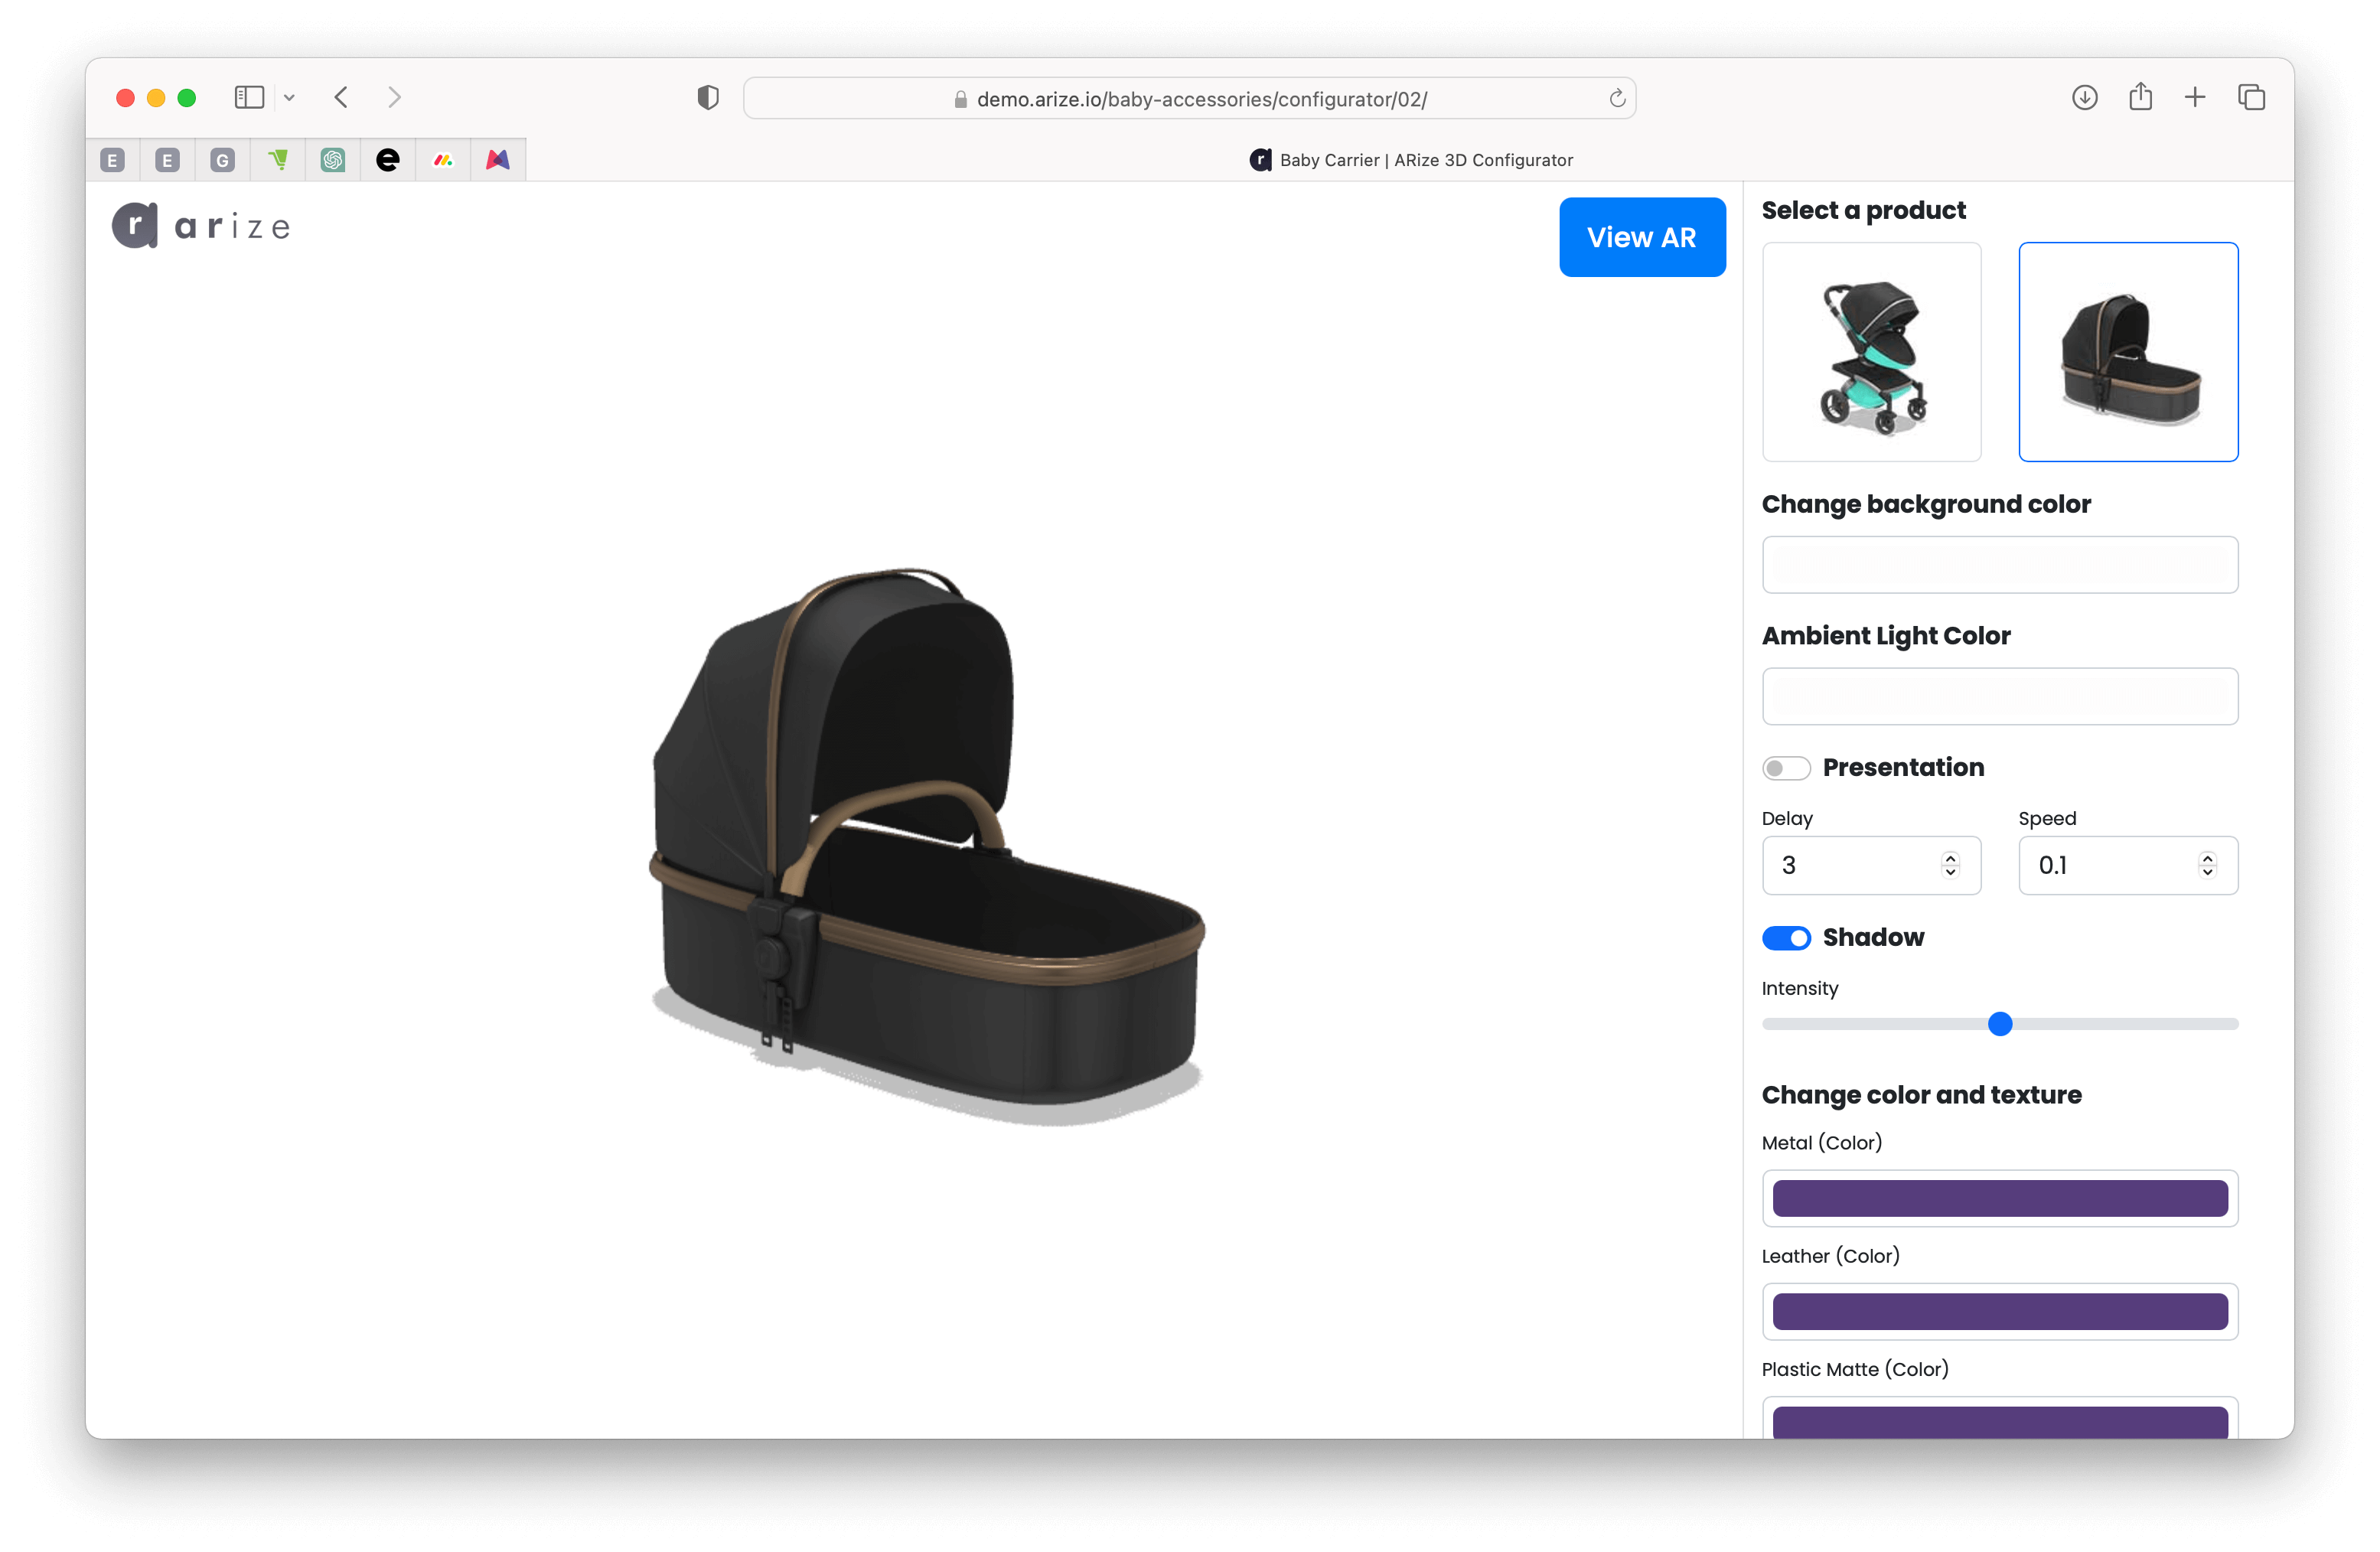 demo.arize.io/baby-accessories/configurator/02/
E
E
G
e
r
Baby Carrier | ARize 3D Configurator
r arize
View AR
Select a product
Change background color
Ambient Light Color
Presentation
Delay
Speed
3
0.1
Shadow
Intensity
Change color and texture
Metal (Color)
Leather (Color)
Plastic Matte (Color)